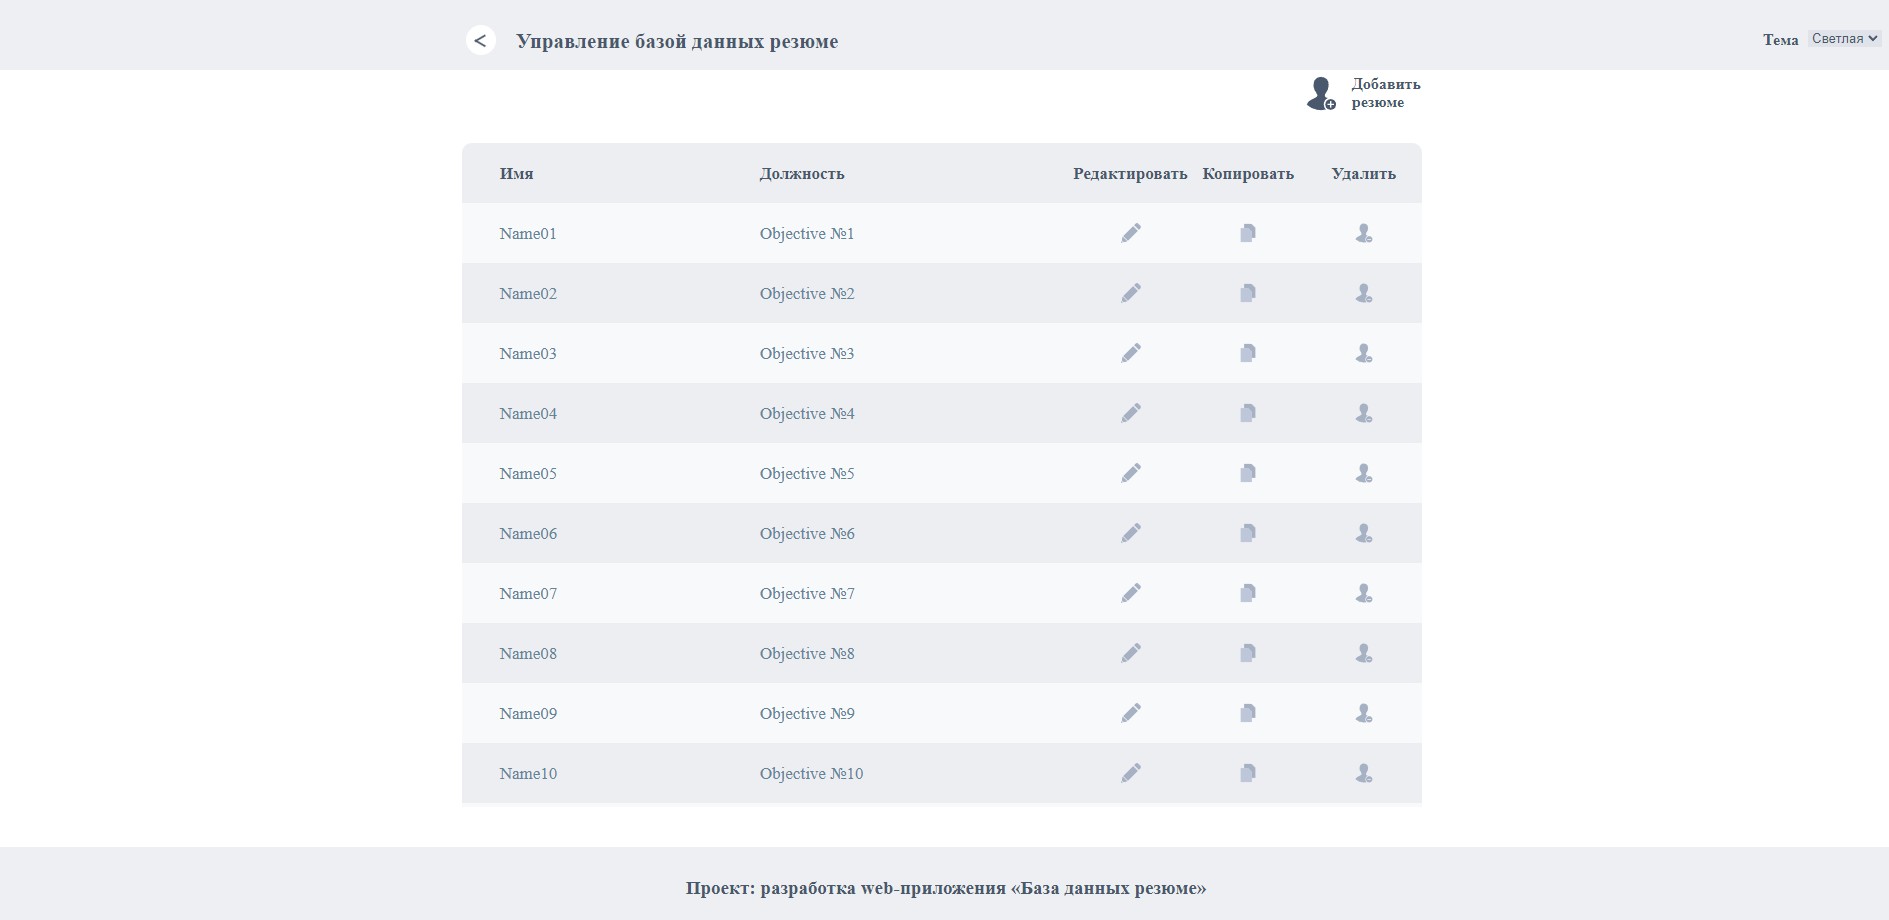 <
Управление базой данных резюме
Тема Светлая
Добавить
резюме
Имя Должность Редактировать Копировать Удалить
Name01 Objective №1
Name02 Objective №2
Name03 Objective №3
Name04 Objective №4
Name05 Objective №5
Name06 Objective №6
Name07 Objective №7
Name08 Objective №8
Name09 Objective №9
Name10 Objective №10
Проект: разработка web-приложения «База данных резюме»